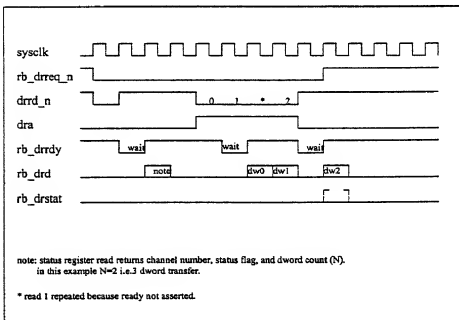 sysclk
rb_drreq_n
drrd_n 0 1 * 2
dra
rb_drrdy wait wait wait
rb_drd note dw0 dw1 dw2
rb_drstat
note: status register read returns channel number, status flag, and dword count (N).
in this example N=2 i.e.3 dword transfer.
* read 1 repeated because ready not asserted.